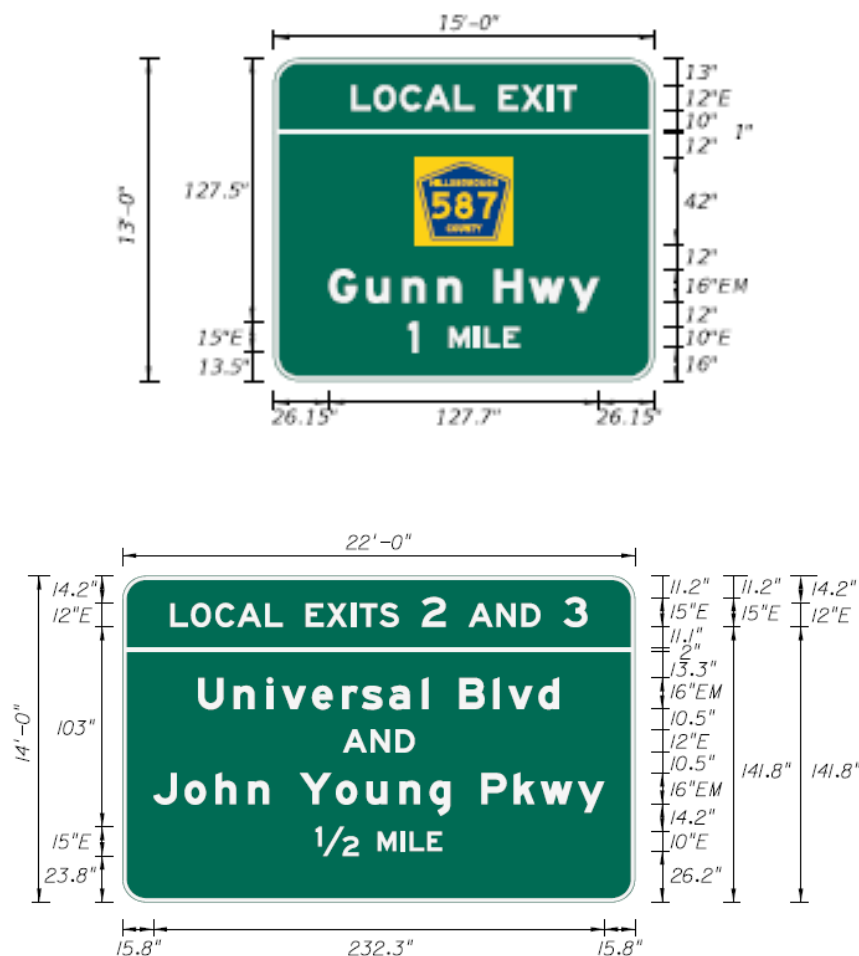 15'-0"
13"
LOCAL EXIT
12"E
10"
1"
12"
127.5"
HILLSBOROUGH
42"
587
13'-0"
COUNTY
12"
Gunn Hwy
16"EM
12"
15"E
1 MILE
10"E
13.5"
16"
26.15" 127.7" 26.15"
22'-0"
14.2" 11.2" 11.2" 14.2"
12"E LOCAL EXITS 2 AND 3 15"E 15"E 12"E
11.1"
2"
13.3"
Universal Blvd 16"EM
10.5"
14'-0" 103" AND 12"E
10.5" 141.8" 141.8"
John Young Pkwy 16"EM
14.2"
15"E 1/2 MILE 10"E
23.8" 26.2"
15.8" 232.3" 15.8"